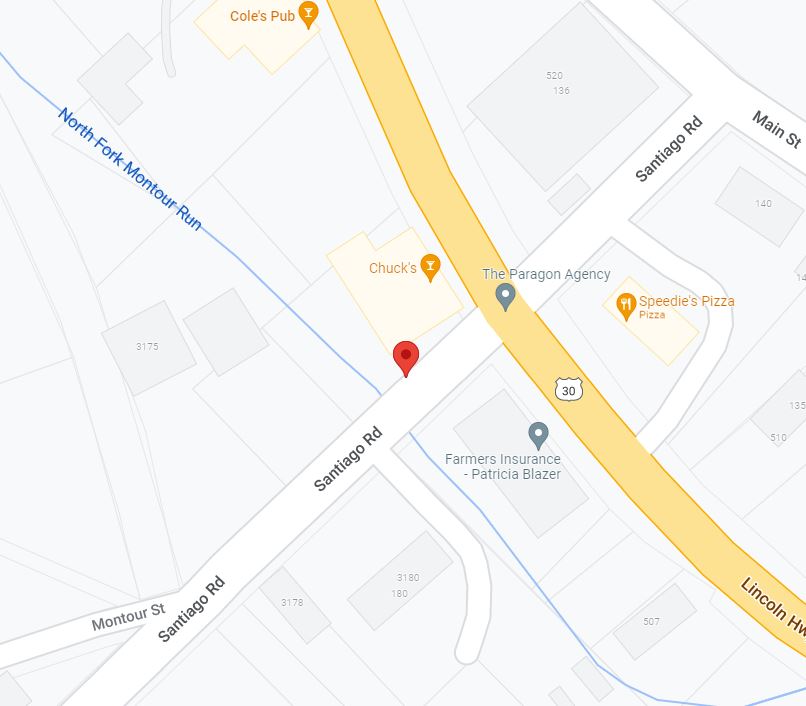 Cole's Pub
520
136
Main St
Santiago Rd
North Fork Montour Run
140
Chuck's
The Paragon Agency
14
Speedie's Pizza
Pizza
3175
30
135
510
Farmers Insurance
- Patricia Blazer
Santiago Rd
3180
180
3178
Santiago Rd
Montour St
Lincoln Hw
507